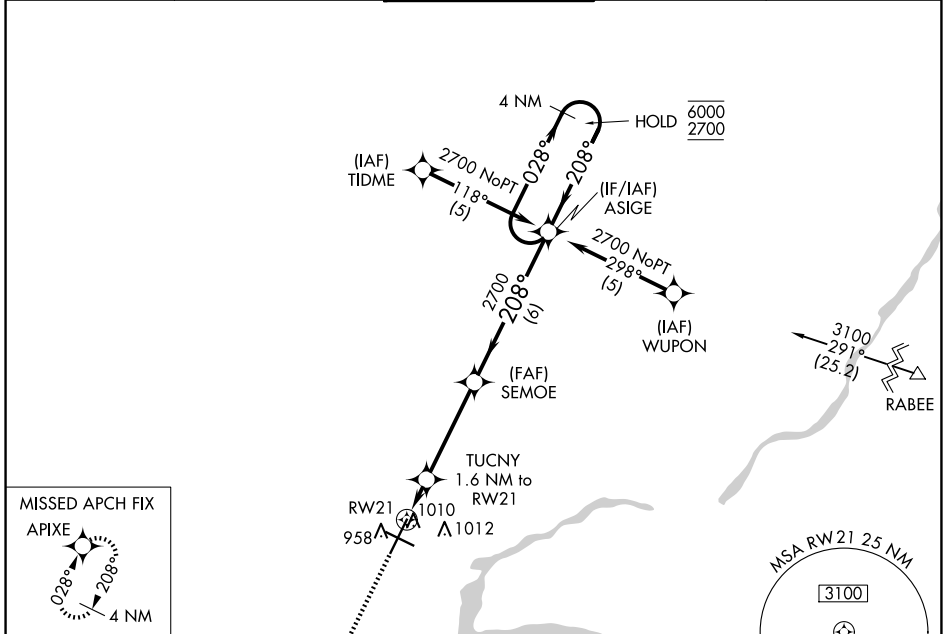 4 NM
HOLD
6000
2700
028°
208°
(IAF)
TIDME
2700 NoPT
118°
(5)
(IF/IAF)
ASIGE
2700 NoPT
298°
(5)
(IAF)
WUPON
2700
208°
(6)
3100
291°
(25.2)
RABEE
(FAF)
SEMOE
TUCNY
1.6 NM to
RW21
RW21
1010
958
1012
MISSED APCH FIX
APIXE
028°
208°
4 NM
MSA RW21 25 NM
3100